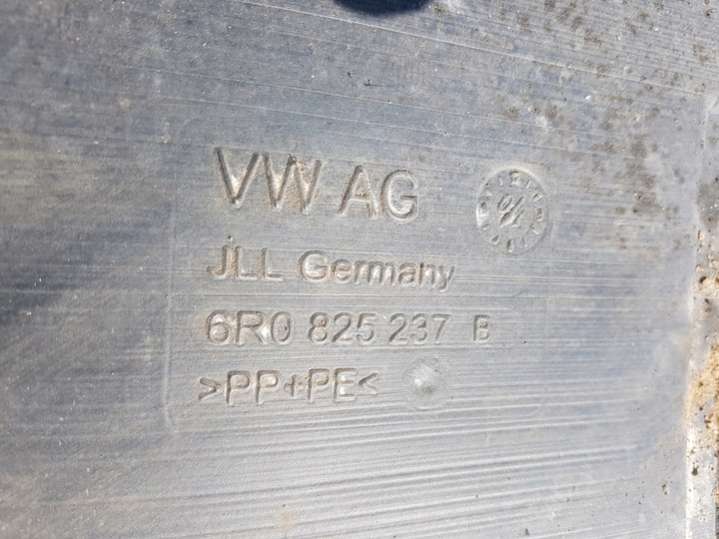 VW AG
JLL Germany
6R0 825 237 B
>PP+PE<